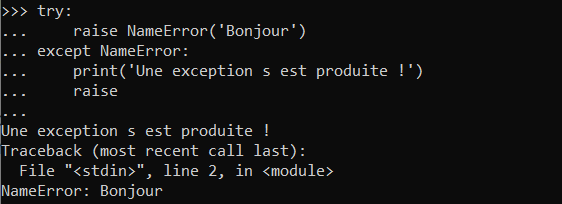 >>> try:
...     raise NameError('Bonjour')
... except NameError:
...     print('Une exception s est produite !')
...     raise
...
Une exception s est produite !
Traceback (most recent call last):
  File "<stdin>", line 2, in <module>
NameError: Bonjour